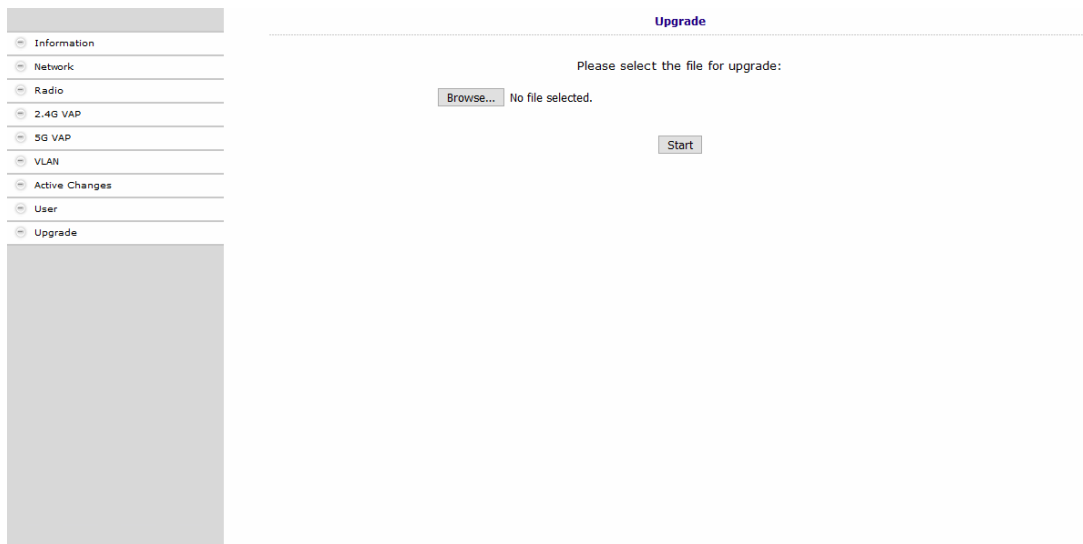 Information
Network
Radio
2.4G VAP
5G VAP
VLAN
Active Changes
User
Upgrade
Upgrade
Please select the file for upgrade:
Browse... No file selected.
Start